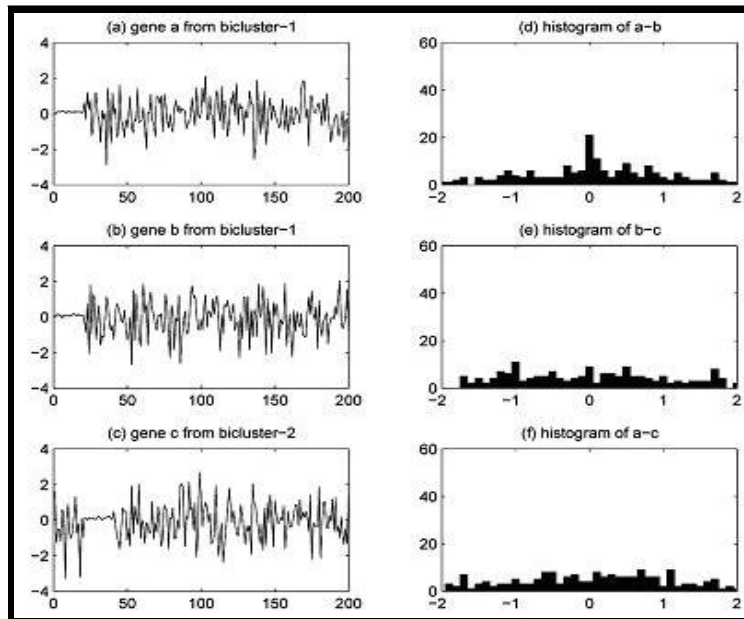 (a) gene a from bicluster−1
4
2
0
−2
−4
0 50 100 150 200
(d) histogram of a−b
60
40
20
0
−2 −1 0 1 2
(b) gene b from bicluster−1
4
2
0
−2
−4
0 50 100 150 200
(e) histogram of b−c
60
40
20
0
−2 −1 0 1 2
(c) gene c from bicluster−2
4
2
0
−2
−4
0 50 100 150 200
(f) histogram of a−c
60
40
20
0
−2 −1 0 1 2